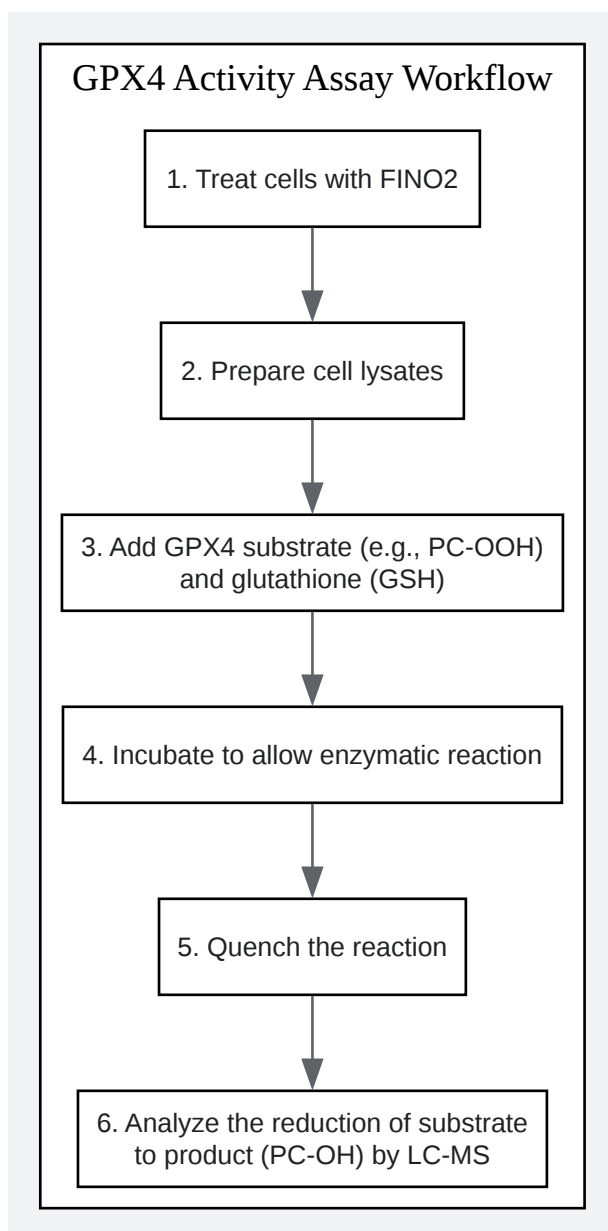 GPX4 Activity Assay Workflow
1. Treat cells with FINO2
2. Prepare cell lysates
3. Add GPX4 substrate (e.g., PC-OOH)
and glutathione (GSH)
4. Incubate to allow enzymatic reaction
5. Quench the reaction
6. Analyze the reduction of substrate
to product (PC-OH) by LC-MS